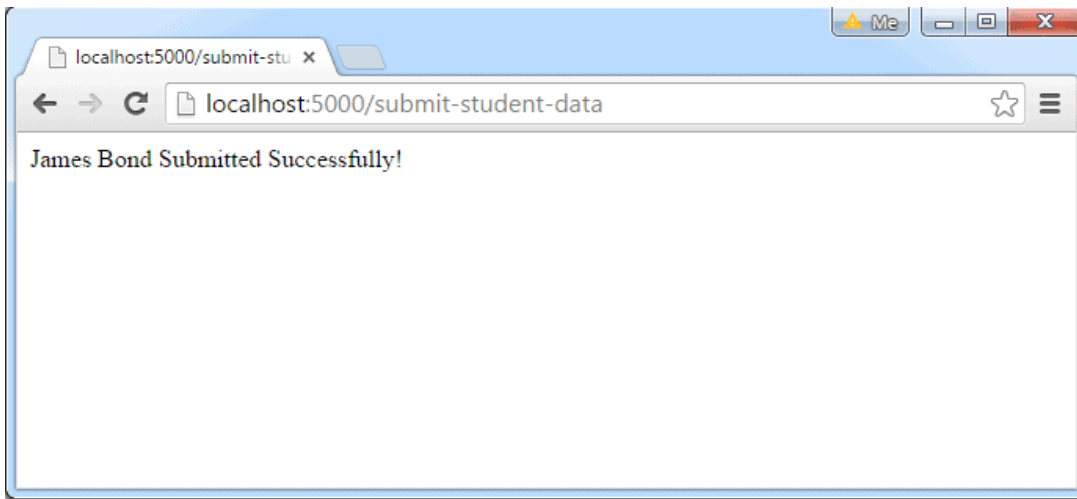 Me
localhost:5000/submit-stu
localhost:5000/submit-student-data
James Bond Submitted Successfully!